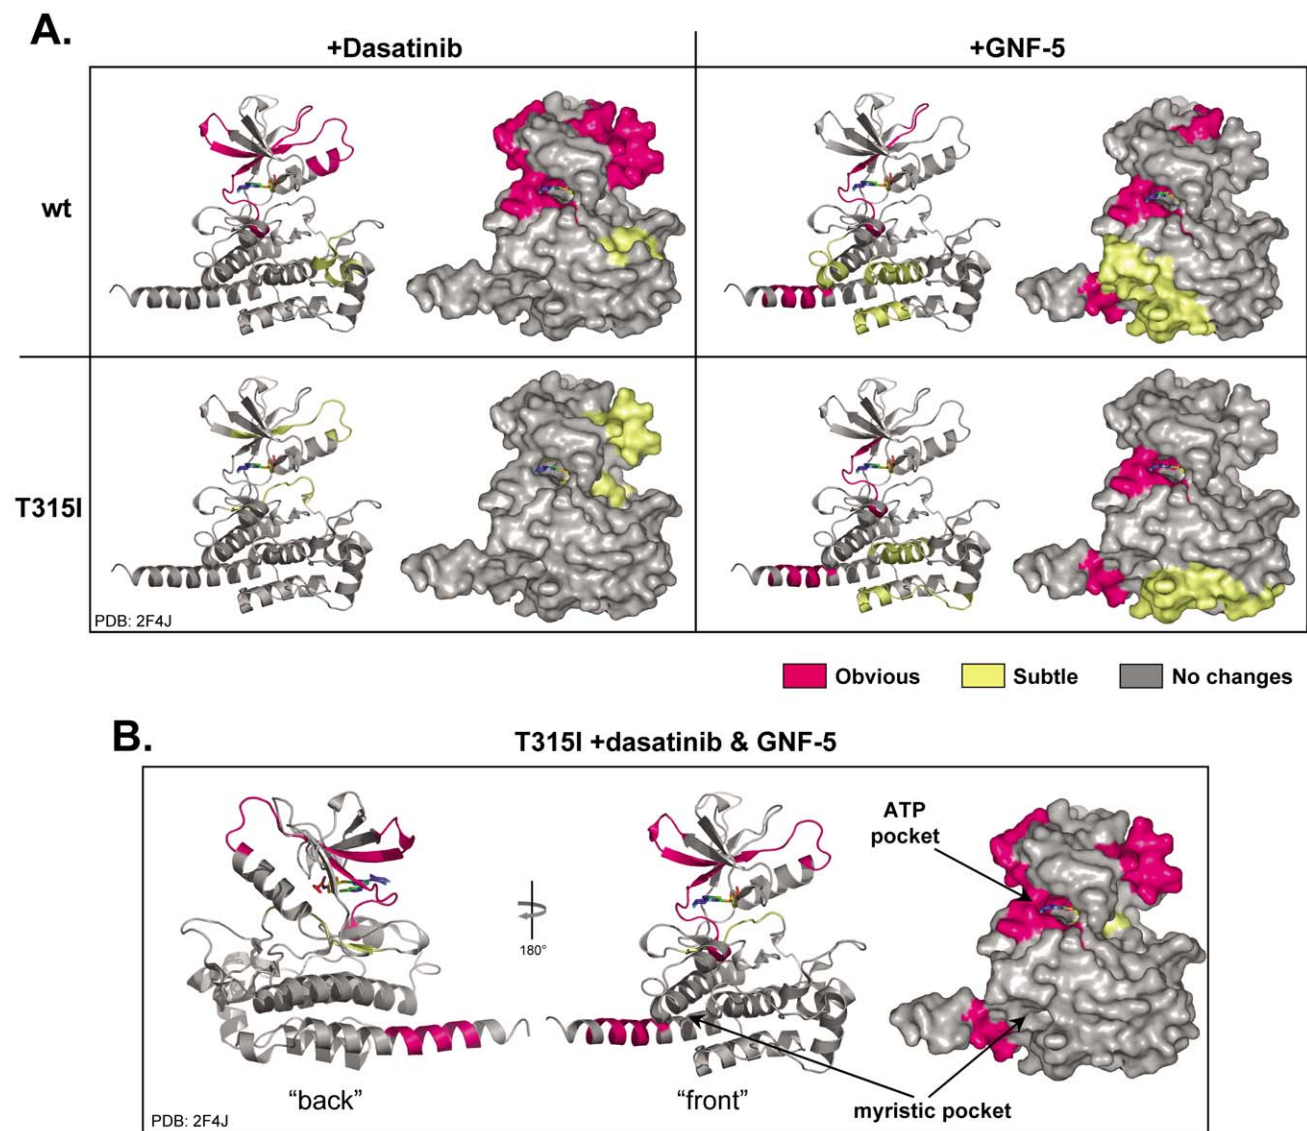 A.
+Dasatinib
+GNF-5
wt
T315I
PDB: 2F4J
Obvious
Subtle
No changes
B.
T315I +dasatinib & GNF-5
ATP
pocket
180°
"back"
"front"
myristic pocket
PDB: 2F4J